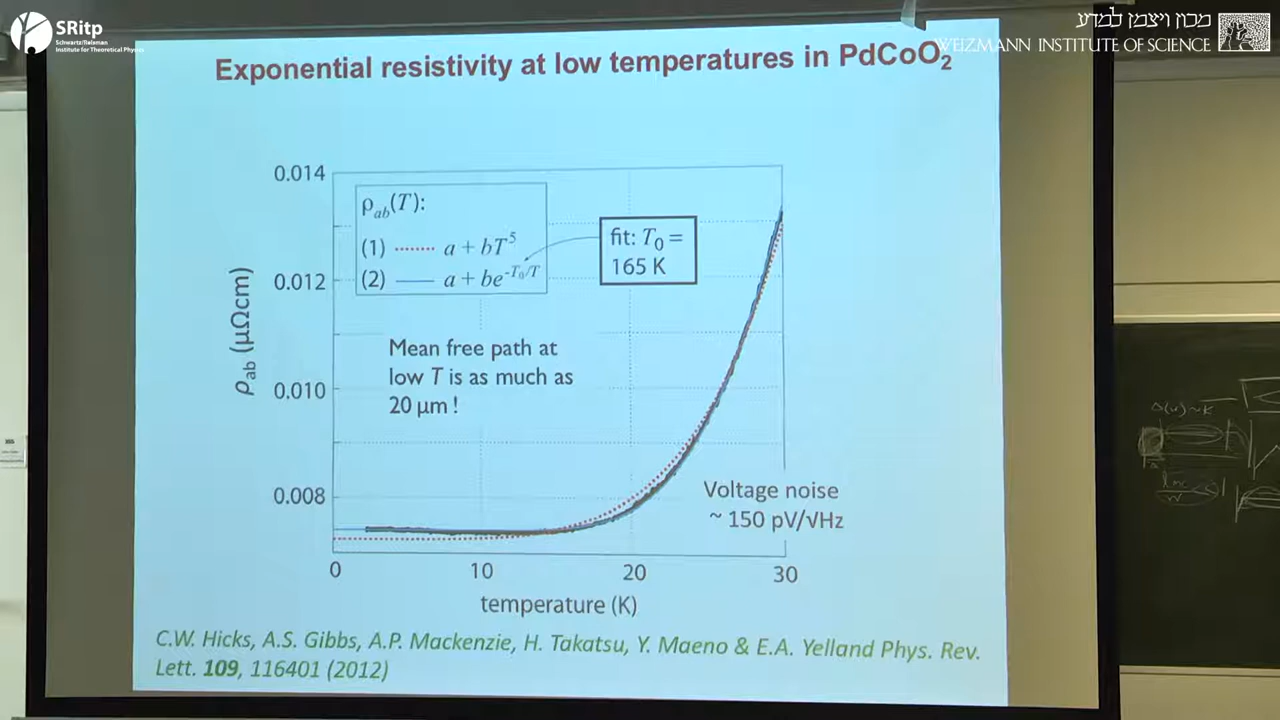 SRitp
Schwartz/Reisman
Institute for Theoretical Physics
מכון ויצמן למדע
WEIZMANN INSTITUTE OF SCIENCE
Exponential resistivity at low temperatures in PdCoO₂
0.014
0.012
0.010
0.008
ρab (μΩcm)
ρab(T):
(1) ........ a + bT⁵
(2) —— a + be^-T₀/T
fit: T₀ =
165 K
Mean free path at
low T is as much as
20 μm !
Voltage noise
~ 150 pV/√Hz
0 10 20 30
temperature (K)
C.W. Hicks, A.S. Gibbs, A.P. Mackenzie, H. Takatsu, Y. Maeno & E.A. Yelland Phys. Rev.
Lett. 109, 116401 (2012)